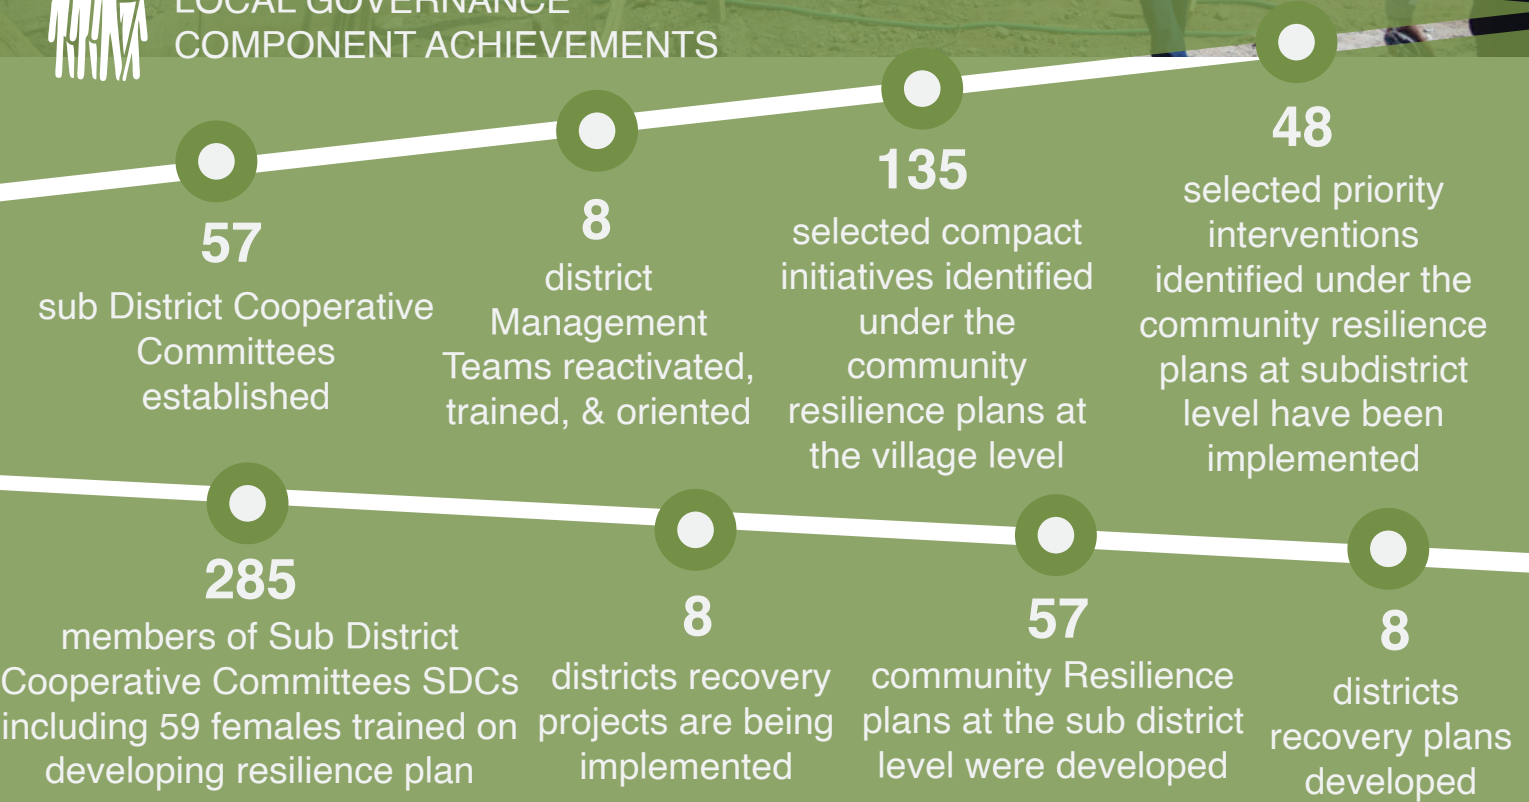 LOCAL GOVERNANCE
COMPONENT ACHIEVEMENTS
57
sub District Cooperative
Committees
established
8
district
Management
Teams reactivated,
trained, & oriented
135
selected compact
initiatives identified
under the
community
resilience plans at
the village level
48
selected priority
interventions
identified under the
community resilience
plans at subdistrict
level have been
implemented
285
members of Sub District
Cooperative Committees SDCs
including 59 females trained on
developing resilience plan
8
districts recovery
projects are being
implemented
57
community Resilience
plans at the sub district
level were developed
8
districts
recovery plans
developed